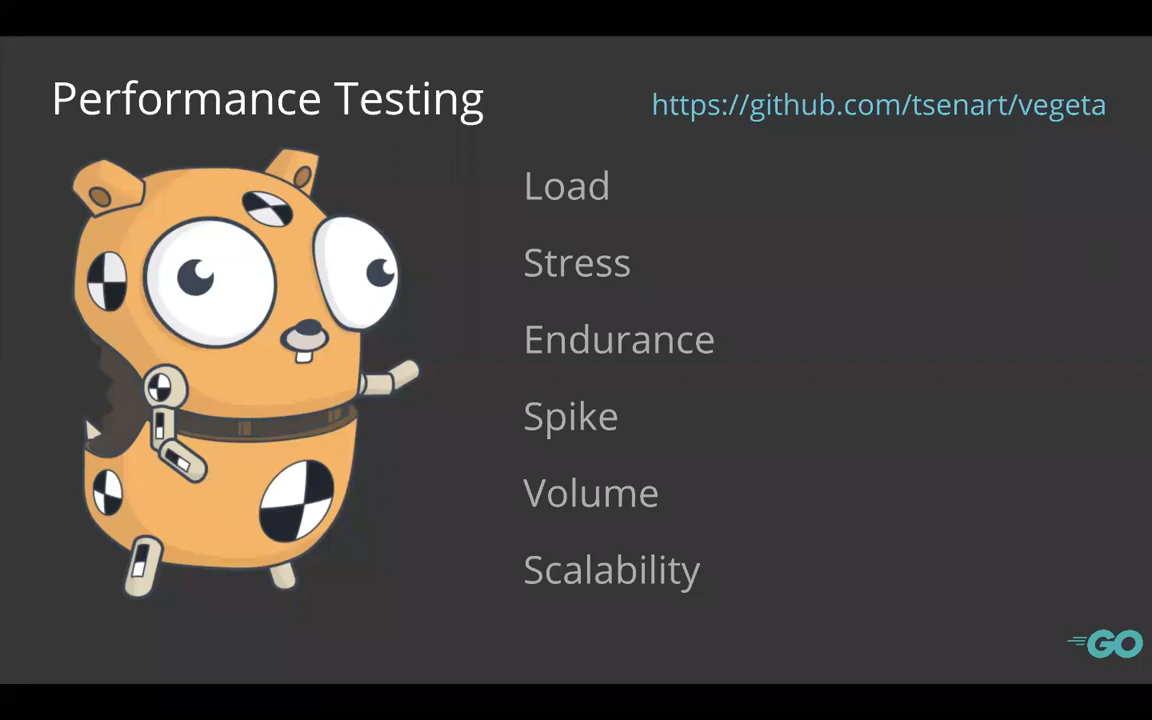 Performance Testing
https://github.com/tsenart/vegeta
Load
Stress
Endurance
Spike
Volume
Scalability
GO